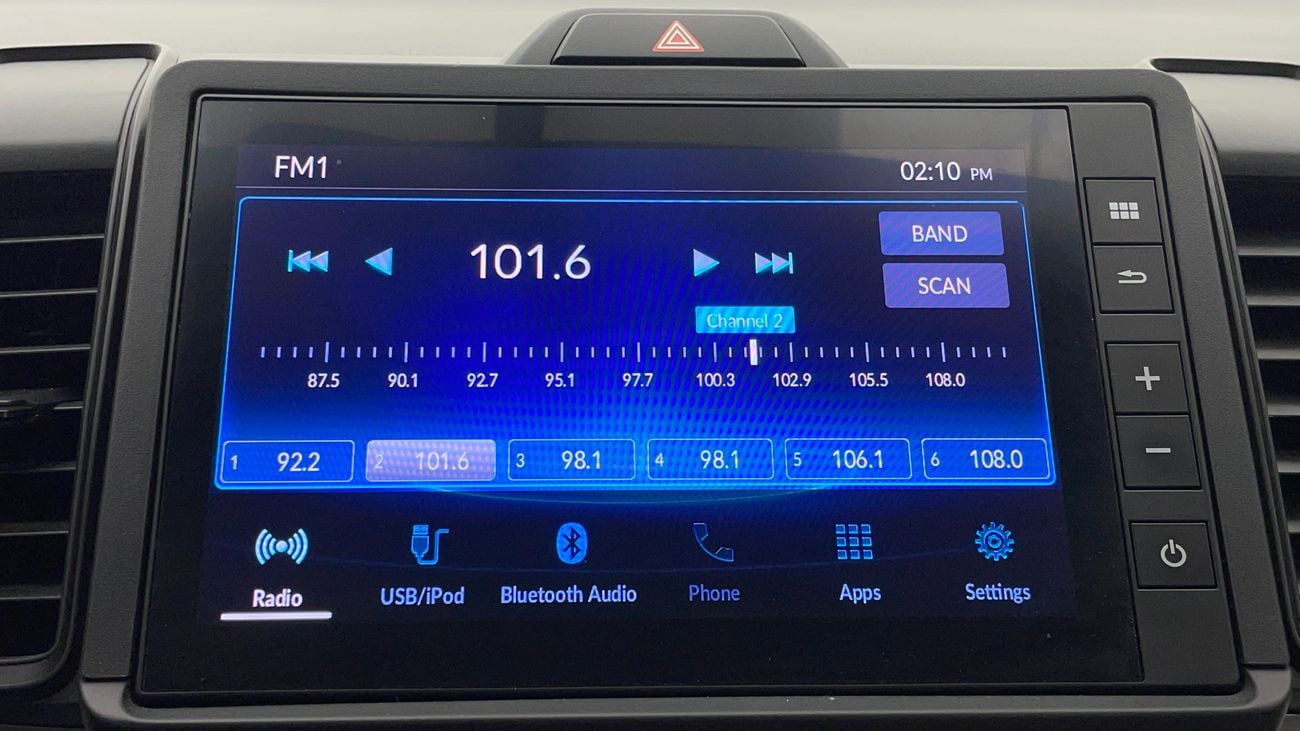 FM1
02:10 PM
101.6
BAND
SCAN
Channel 2
87.5 90.1 92.7 95.1 97.7 100.3 102.9 105.5 108.0
1 92.2
2 101.6
3 98.1
4 98.1
5 106.1
6 108.0
Radio
USB/iPod
Bluetooth Audio
Phone
Apps
Settings